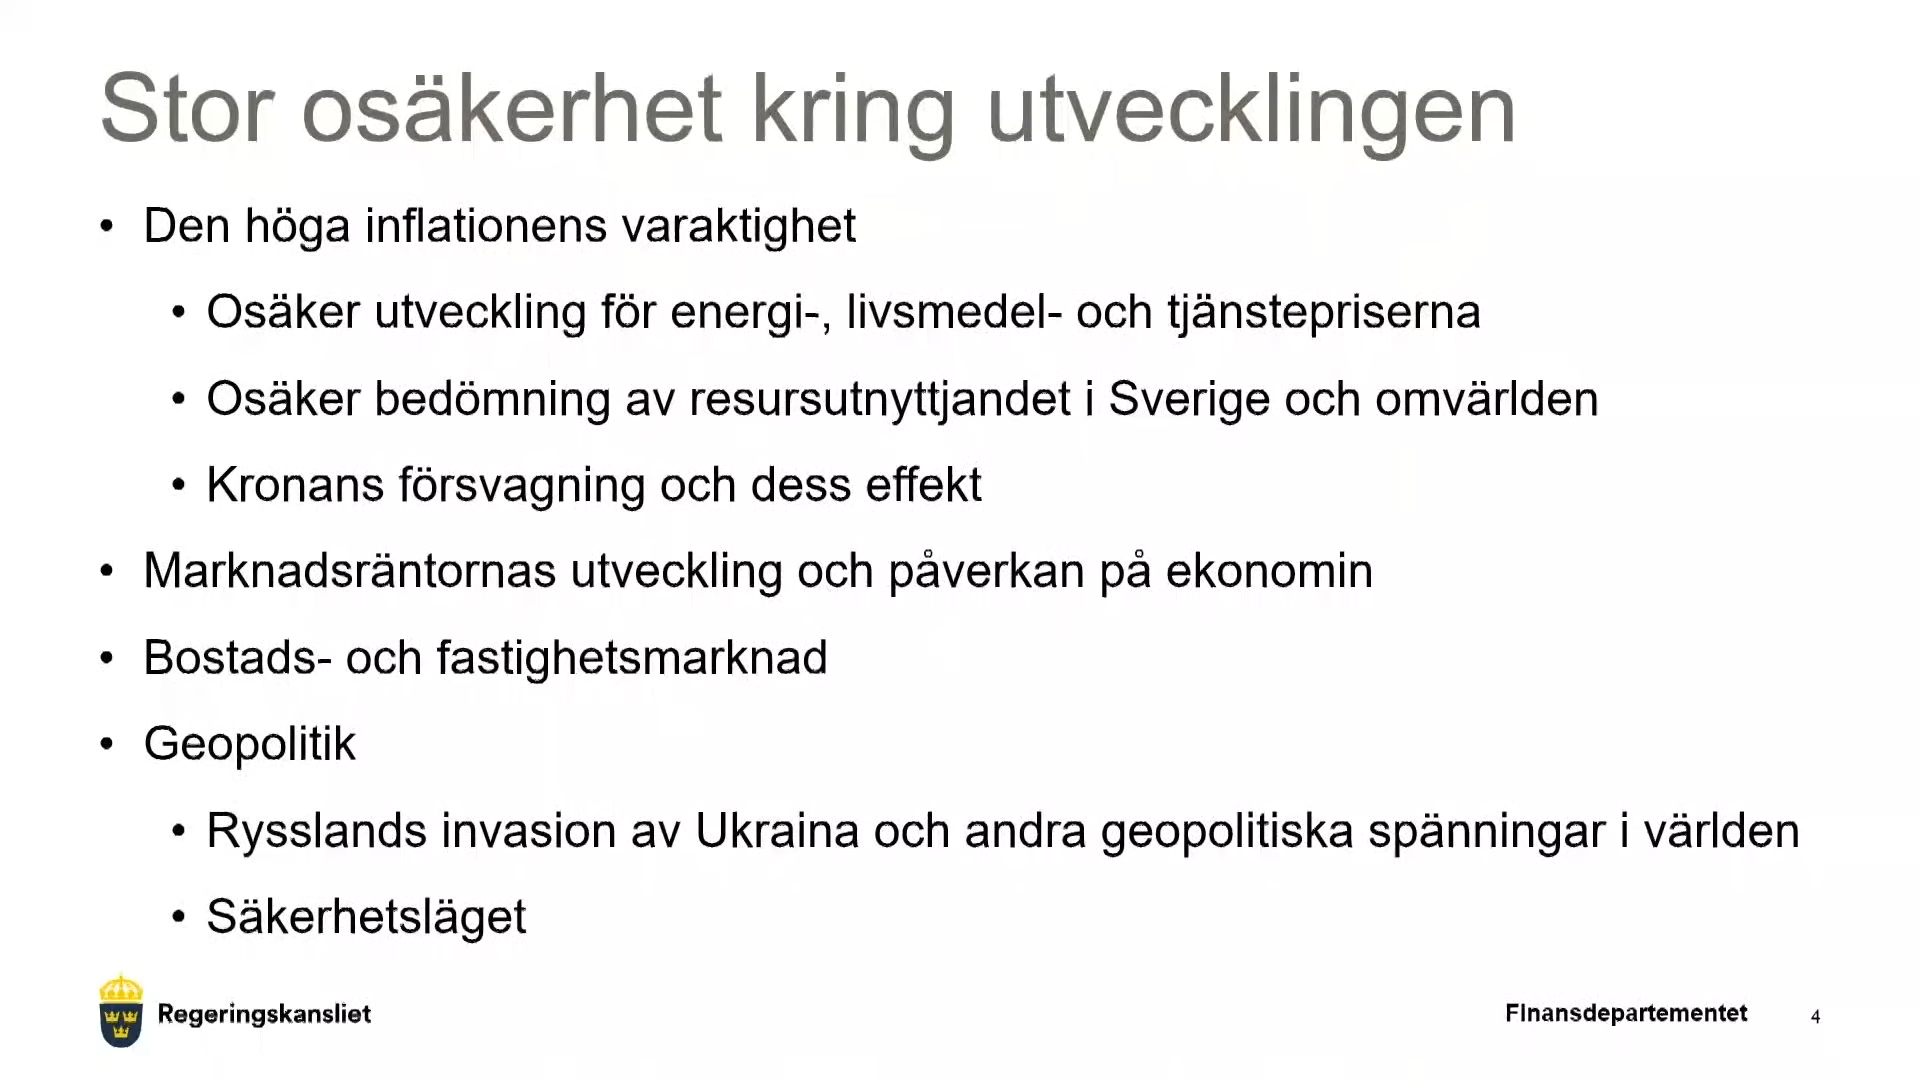 Stor osäkerhet kring utvecklingen
• Den höga inflationens varaktighet
• Osäker utveckling för energi-, livsmedel- och tjänstepriserna
• Osäker bedömning av resursutnyttjandet i Sverige och omvärlden
• Kronans försvagning och dess effekt
• Marknadsräntornas utveckling och påverkan på ekonomin
• Bostads- och fastighetsmarknad
• Geopolitik
• Rysslands invasion av Ukraina och andra geopolitiska spänningar i världen
• Säkerhetsläget
Regeringskansliet
FInansdepartementet
4